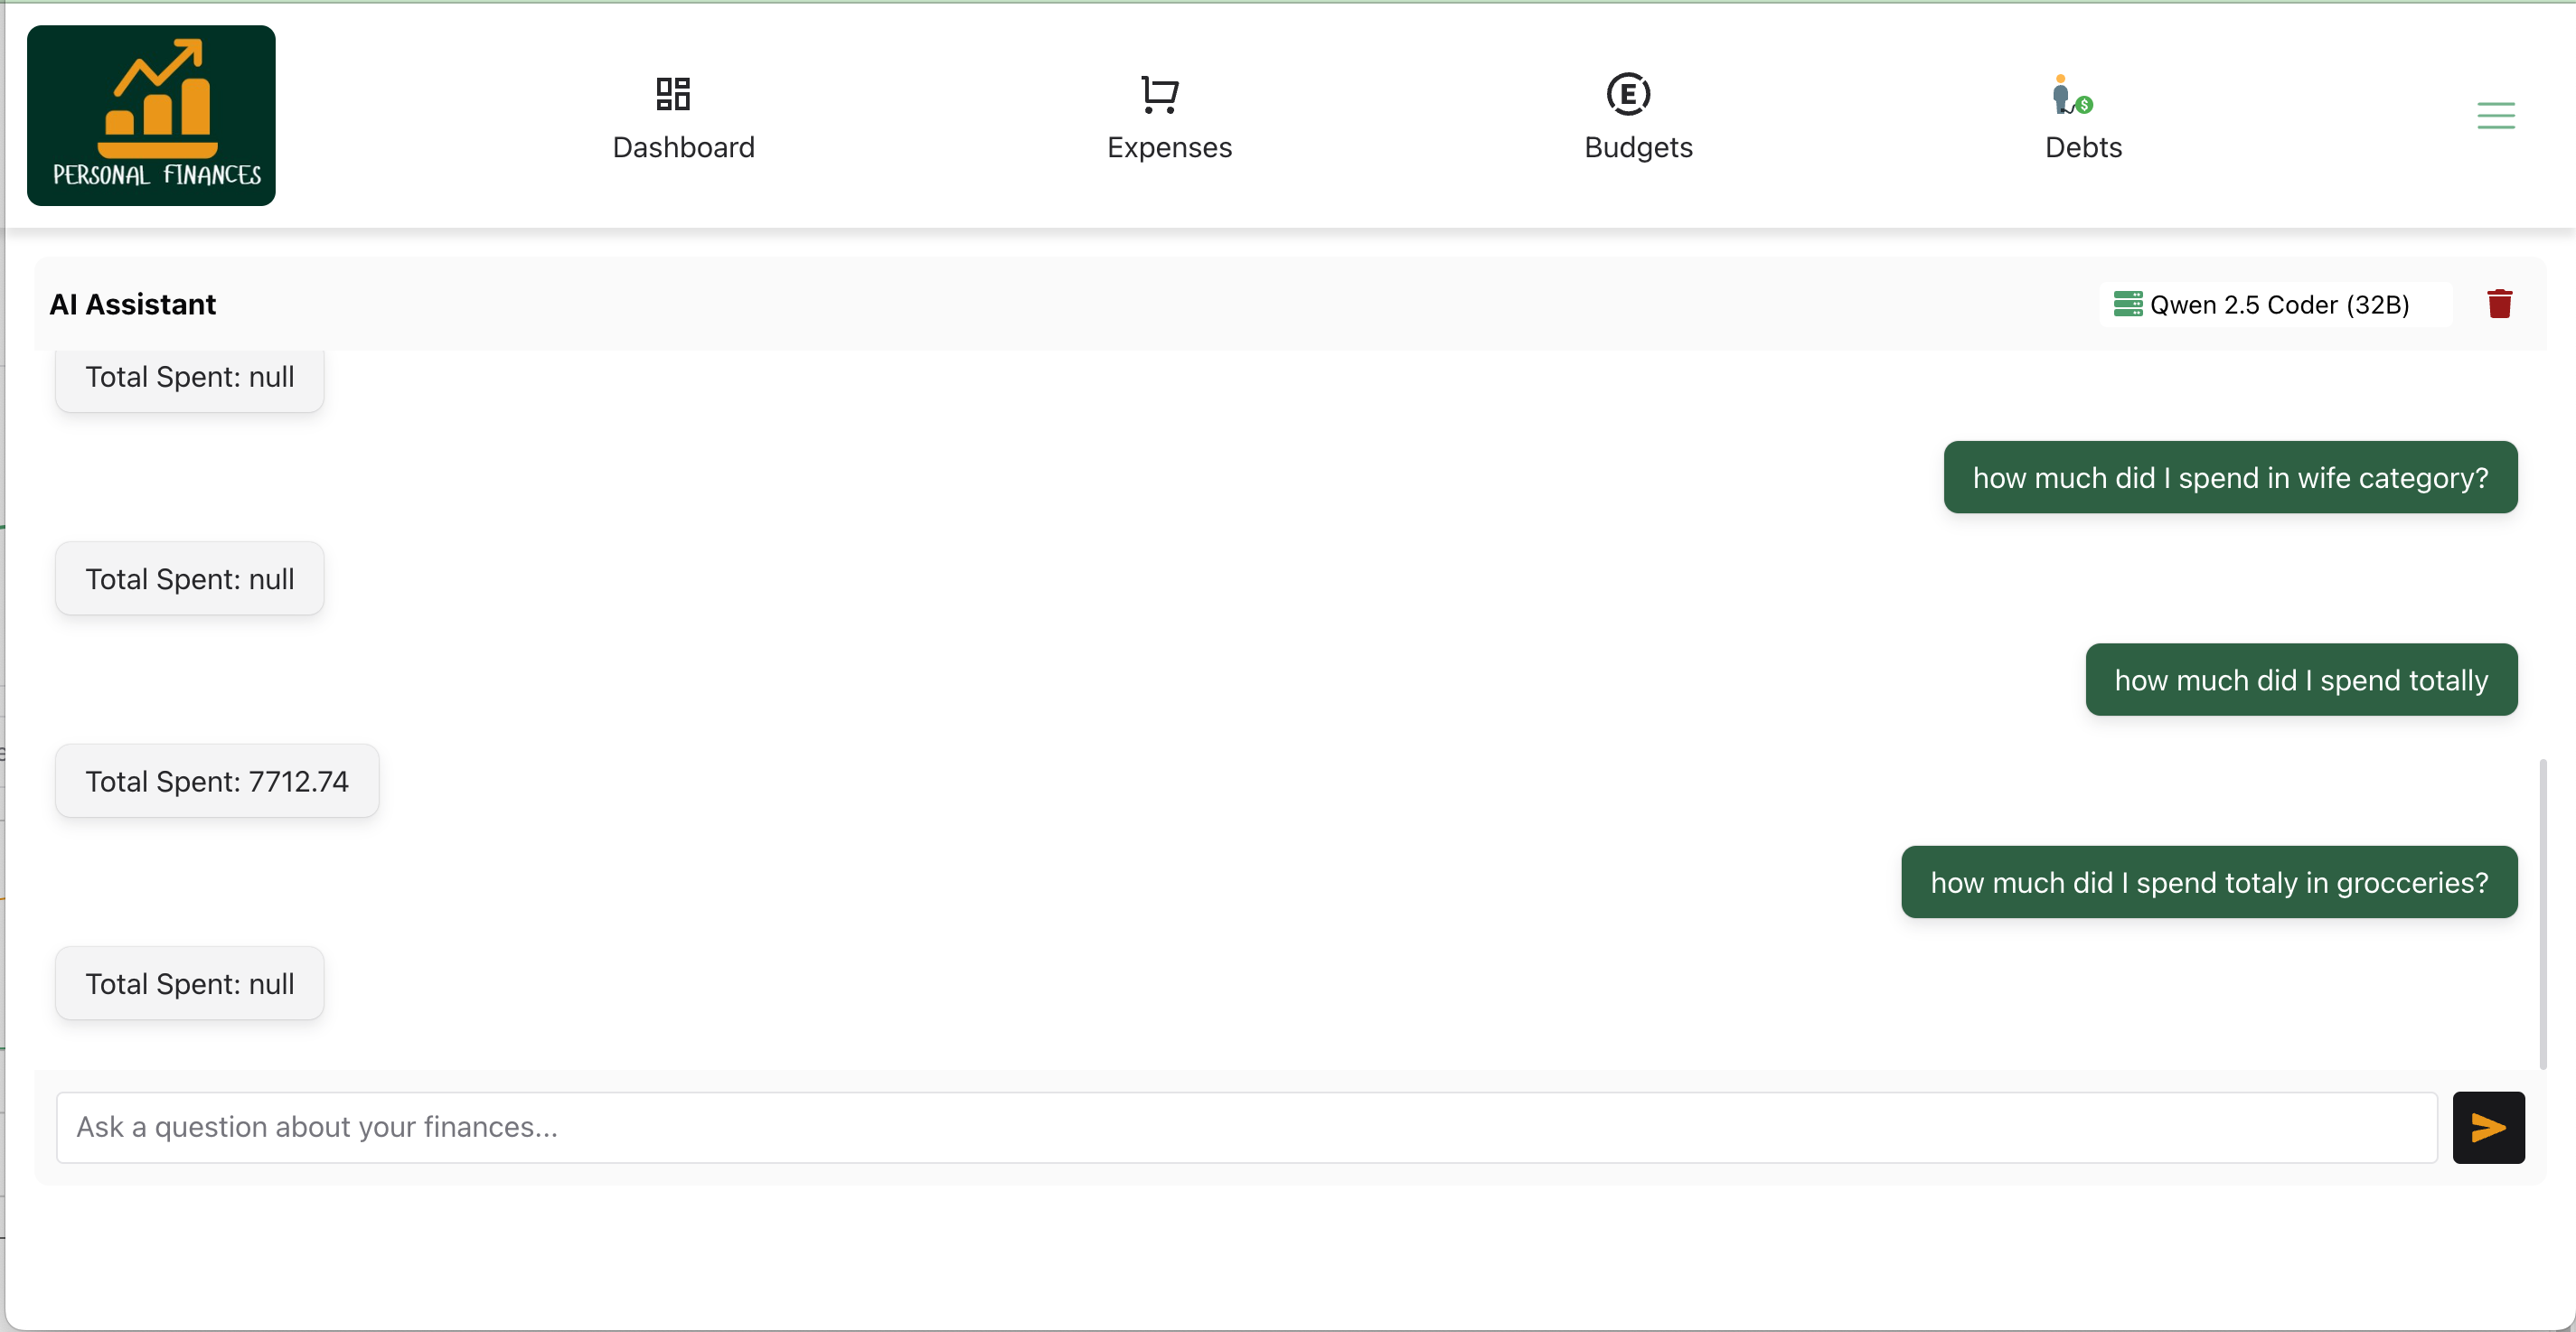 PERSONAL FINANCES
Dashboard
Expenses
E
Budgets
$
Debts
AI Assistant
Qwen 2.5 Coder (32B)
Total Spent: null
how much did I spend in wife category?
Total Spent: null
how much did I spend totally
Total Spent: 7712.74
how much did I spend totaly in grocceries?
Total Spent: null
Ask a question about your finances...